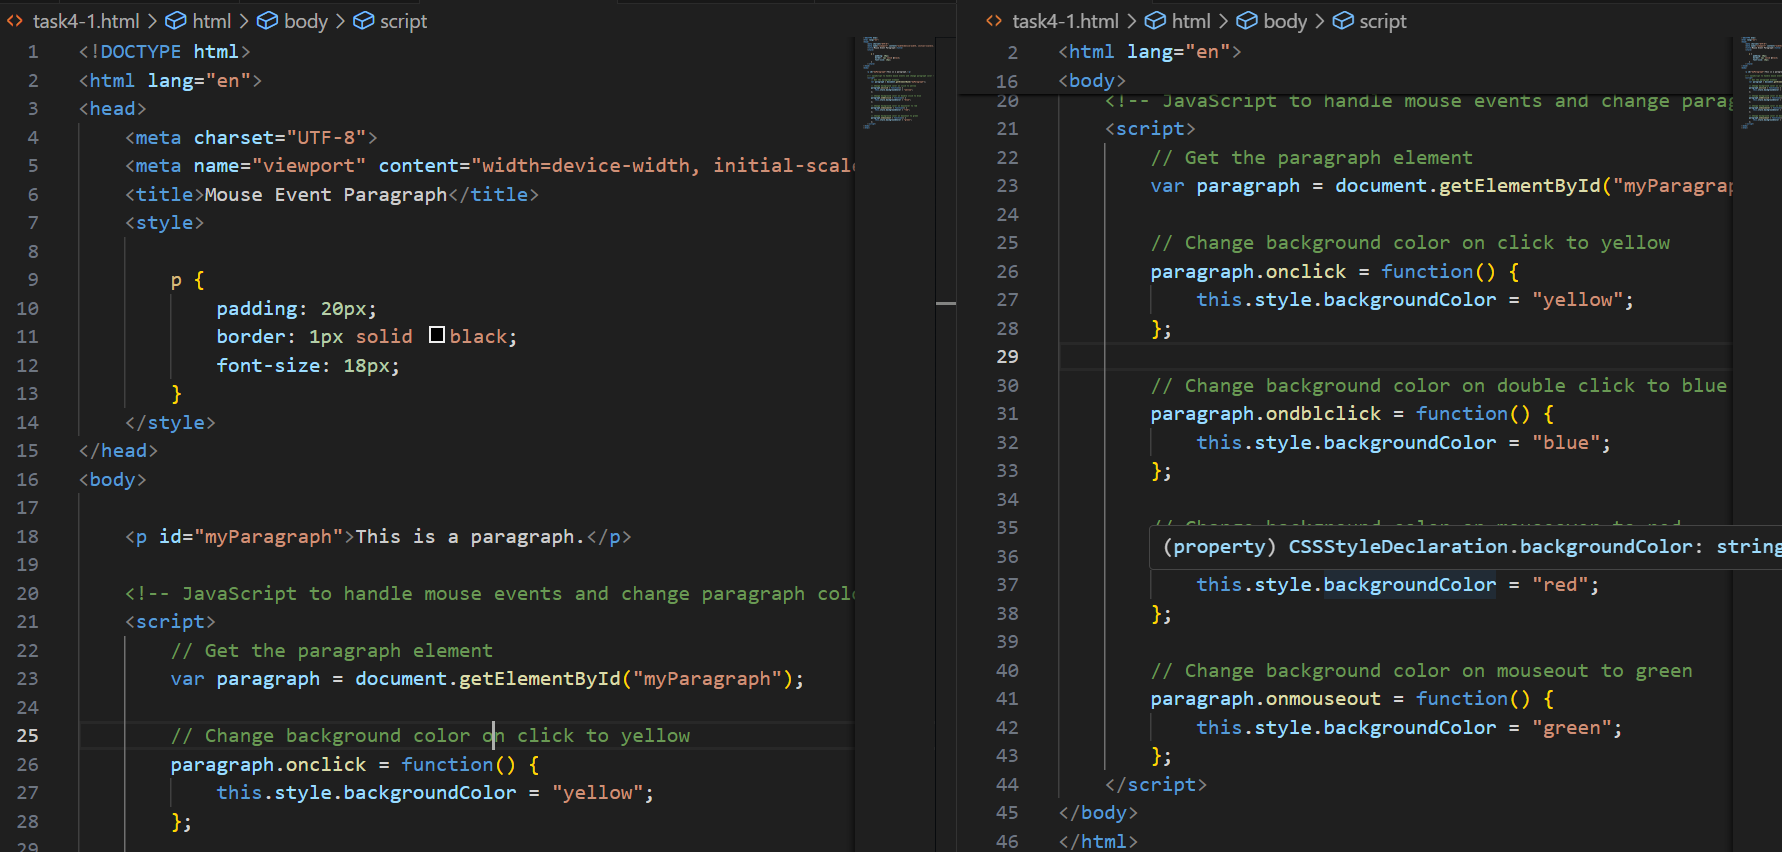 task4-1.html > html > body > script
1 <!DOCTYPE html>
2 <html lang="en">
3 <head>
4 <meta charset="UTF-8">
5 <meta name="viewport" content="width=device-width, initial-scale
6 <title>Mouse Event Paragraph</title>
7 <style>
8
9 p {
10 padding: 20px;
11 border: 1px solid black;
12 font-size: 18px;
13 }
14 </style>
15 </head>
16 <body>
17
18 <p id="myParagraph">This is a paragraph.</p>
19
20 <!-- JavaScript to handle mouse events and change paragraph col
21 <script>
22 // Get the paragraph element
23 var paragraph = document.getElementById("myParagraph");
24
25 // Change background color on click to yellow
26 paragraph.onclick = function() {
27 this.style.backgroundColor = "yellow";
28 };
29
task4-1.html > html > body > script
2 <html lang="en">
16 <body>
20 <!-- JavaScript to handle mouse events and change parag
21 <script>
22 // Get the paragraph element
23 var paragraph = document.getElementById("myParagrap
24
25 // Change background color on click to yellow
26 paragraph.onclick = function() {
27 this.style.backgroundColor = "yellow";
28 };
29
30 // Change background color on double click to blue
31 paragraph.ondblclick = function() {
32 this.style.backgroundColor = "blue";
33 };
34
35 // Change background color on mouseover to red
36 (property) CSSStyleDeclaration.backgroundColor: string
37 this.style.backgroundColor = "red";
38 };
39
40 // Change background color on mouseout to green
41 paragraph.onmouseout = function() {
42 this.style.backgroundColor = "green";
43 };
44 </script>
45 </body>
46 </html>